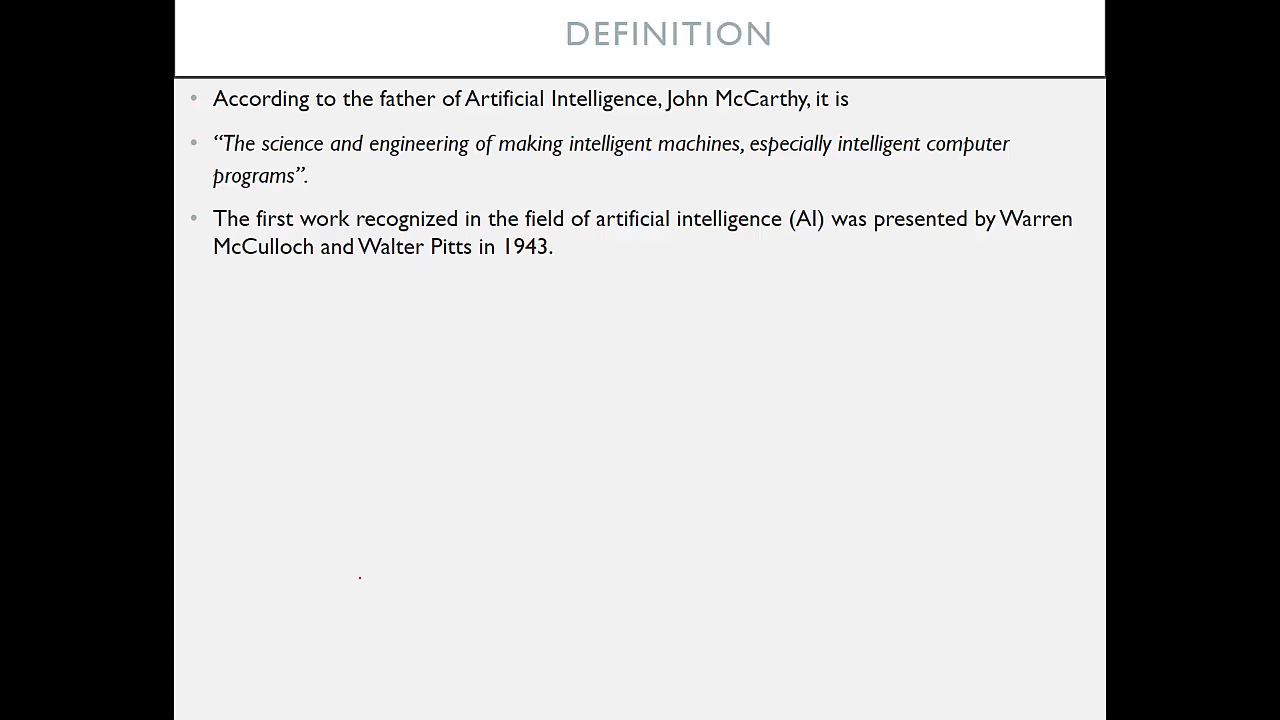 DEFINITION
• According to the father of Artificial Intelligence, John McCarthy, it is
• “The science and engineering of making intelligent machines, especially intelligent computer
programs”.
• The first work recognized in the field of artificial intelligence (AI) was presented by Warren
McCulloch and Walter Pitts in 1943.